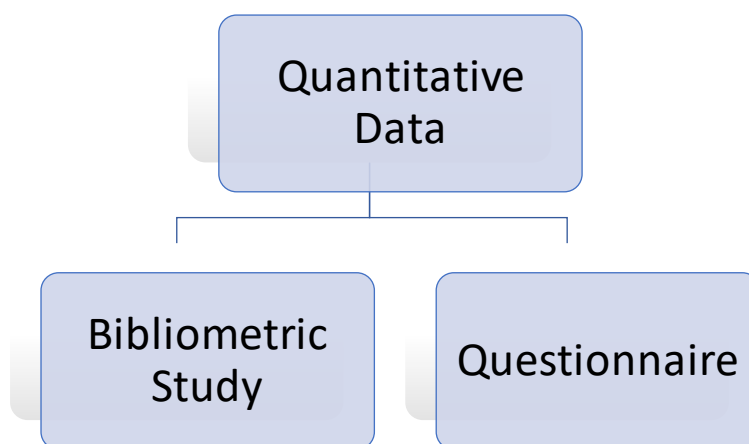 Quantitative
Data
Bibliometric
Study
Questionnaire